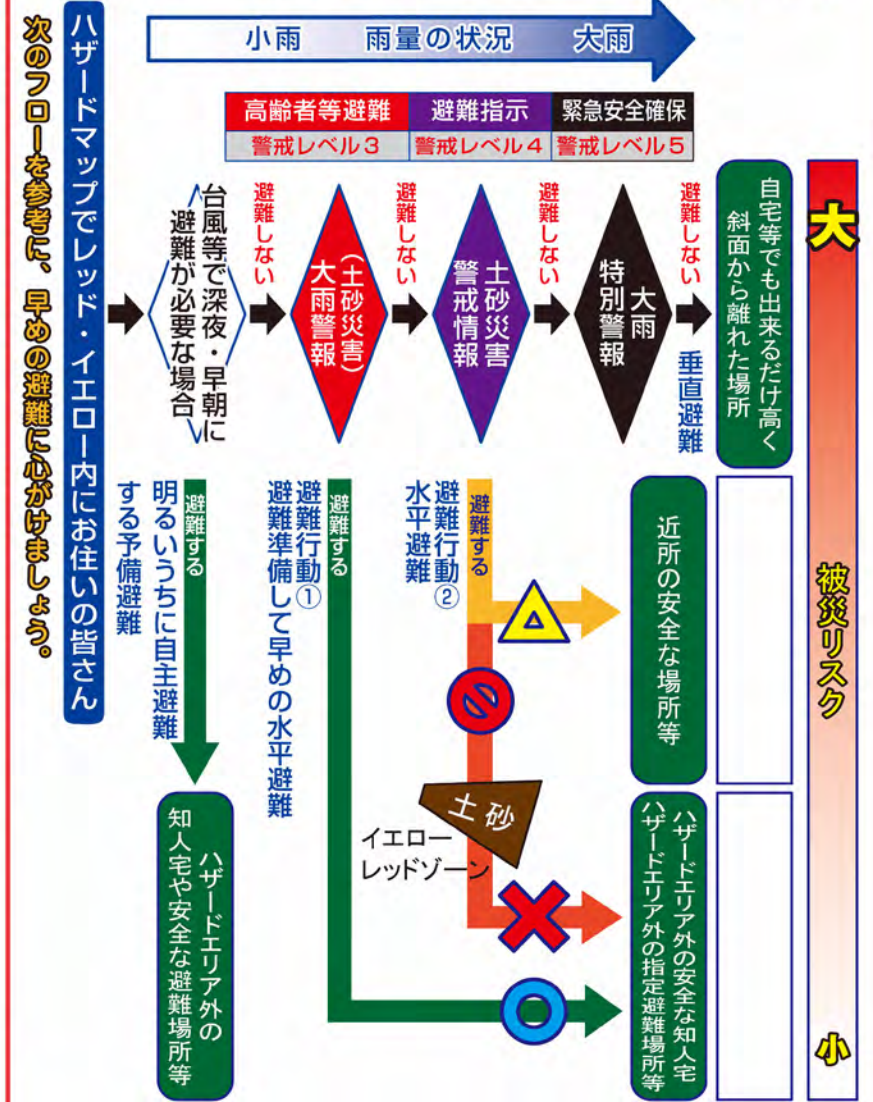 小雨 雨量の状況 大雨
次のフローを参考に、早めの避難に心がけましょう。
ハザードマップでレッド・イエロー内にお住いの皆さん
高齢者等避難 避難指示 緊急安全確保
警戒レベル3 警戒レベル4 警戒レベル5
台風等で深夜・早朝に
避難が必要な場合
避難しない
(土砂災害)
大雨警報
避難しない
土砂災害
警戒情報
避難しない
大雨
特別警報
避難しない
垂直避難
自宅等でも出来るだけ高く
斜面から離れた場所
大
被災リスク
小
避難する
明るいうちに自主避難
する予備避難
避難する
避難行動①
避難準備して早めの水平避難
避難する
避難行動②
水平避難
近所の安全な場所等
土砂
イエロー
レッドゾーン
ハザードエリア外の
知人宅や安全な避難場所等
ハザードエリア外の安全な知人宅
ハザードエリア外の指定避難場所等